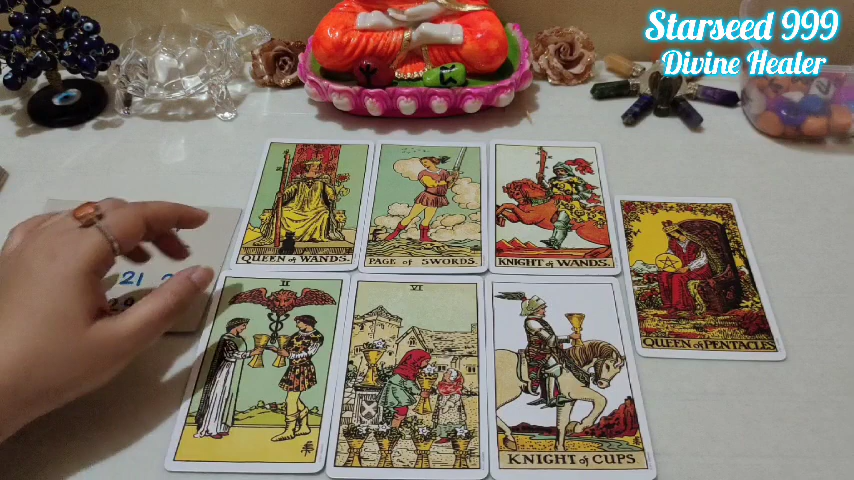 Starseed 999
Divine Healer
QUEEN of WANDS.
PAGE of SWORDS.
KNIGHT of WANDS.
QUEEN of PENTACLES
II
VI
KNIGHT of CUPS
21